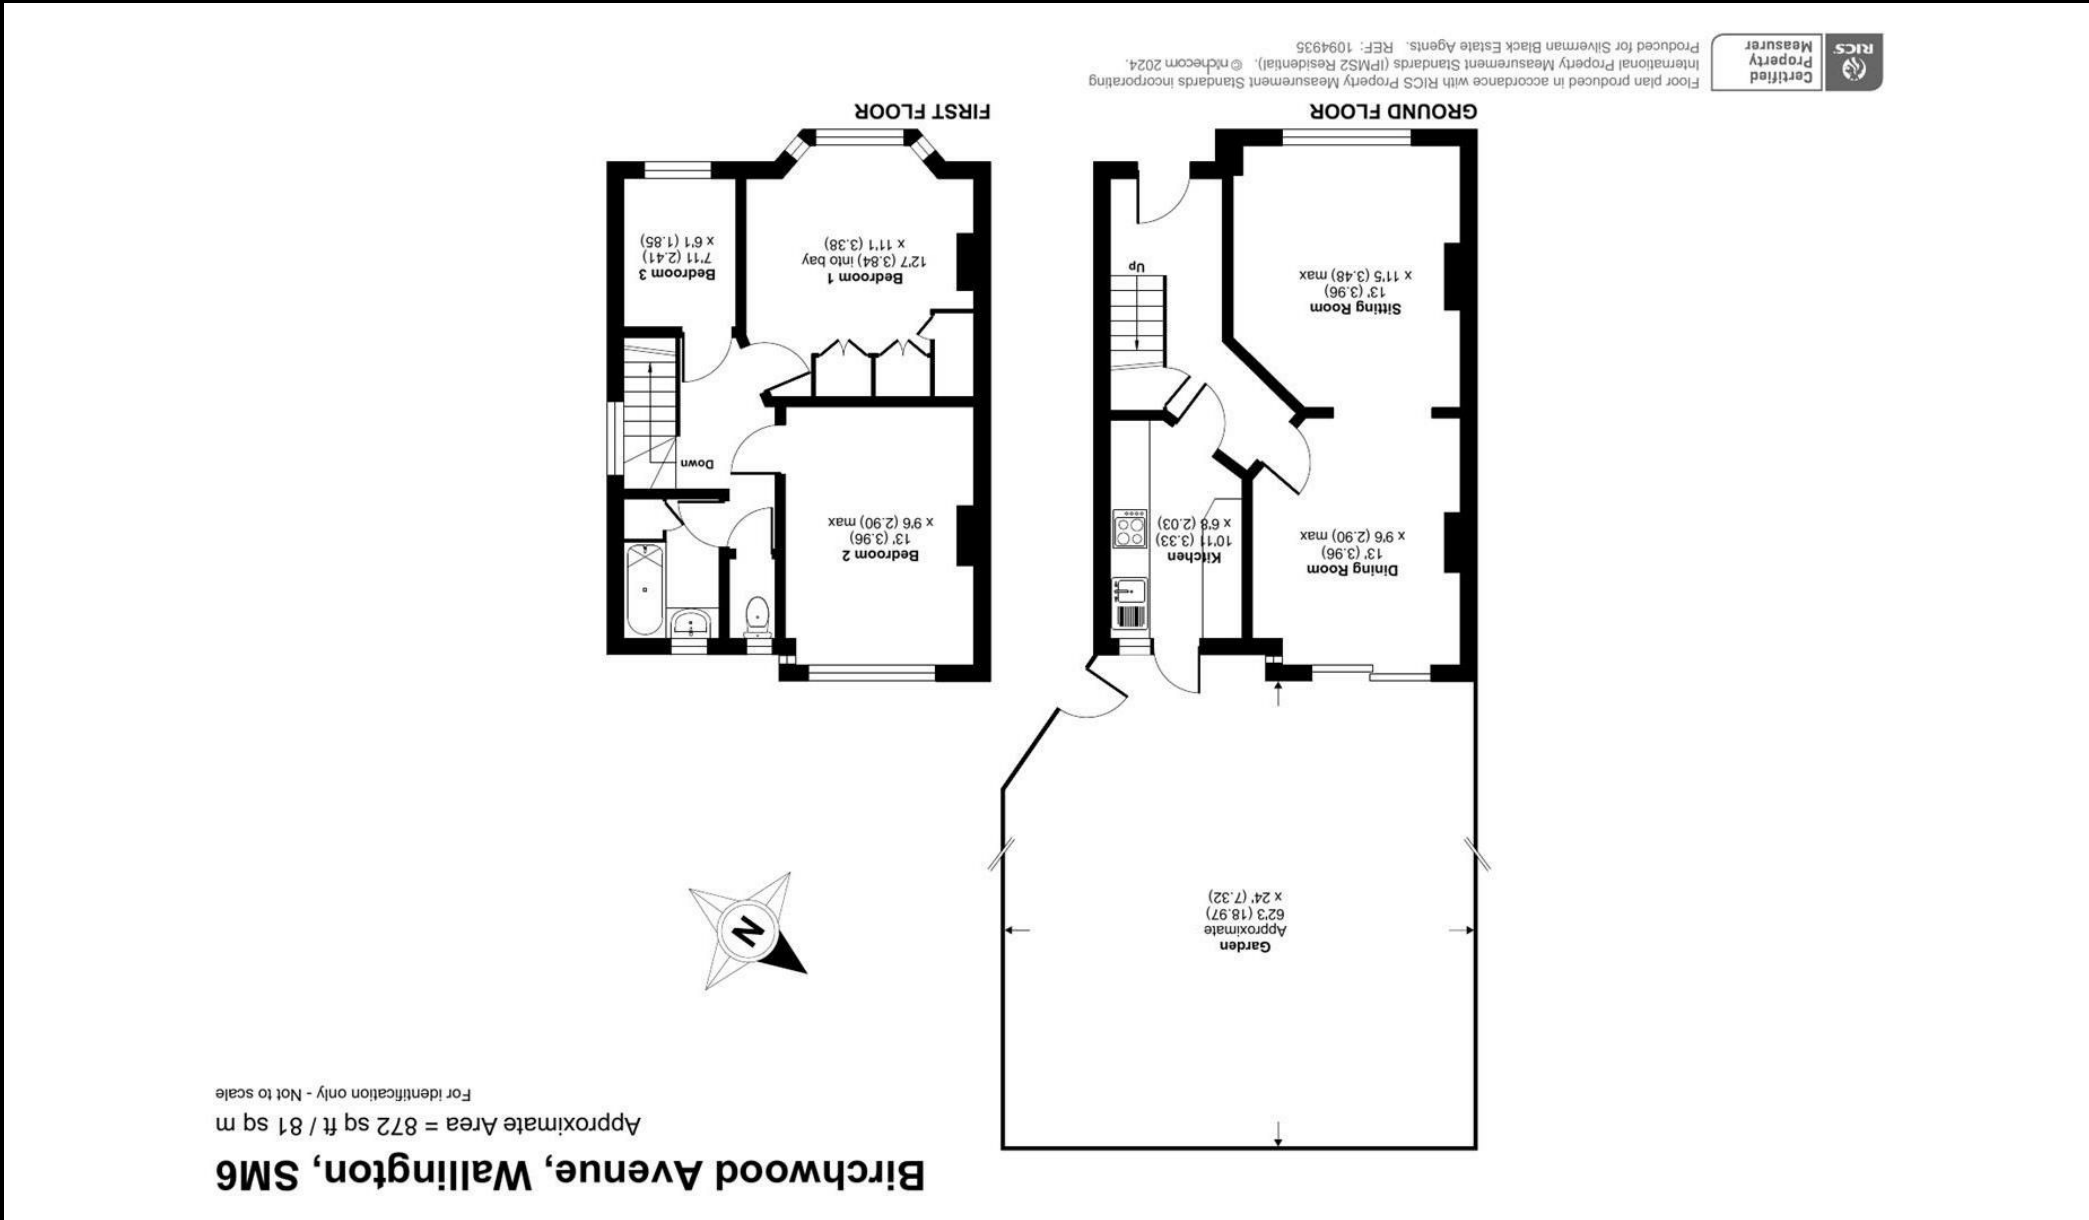 Birchwood Avenue, Wallington, SM6
Approximate Area = 872 sq ft / 81 sq m
For identification only - Not to scale
N
Garden
Approximate
62'3 (18.97)
x 24' (7.32)
Dining Room
13' (3.96)
x 9'6 (2.90) max
Kitchen
10'11 (3.33)
x 6'8 (2.03)
Sitting Room
13' (3.96)
x 11'5 (3.48) max
Up
GROUND FLOOR
Bedroom 2
13' (3.96)
x 9'6 (2.90) max
Down
Bedroom 1
12'7 (3.84) into bay
x 11'1 (3.38)
Bedroom 3
7'11 (2.41)
x 6'1 (1.85)
FIRST FLOOR
RICS
Certified
Property
Measurer
Floor plan produced in accordance with RICS Property Measurement Standards incorporating
International Property Measurement Standards (IPMS2 Residential). © nichecom 2024.
Produced for Silverman Black Estate Agents. REF: 1094935